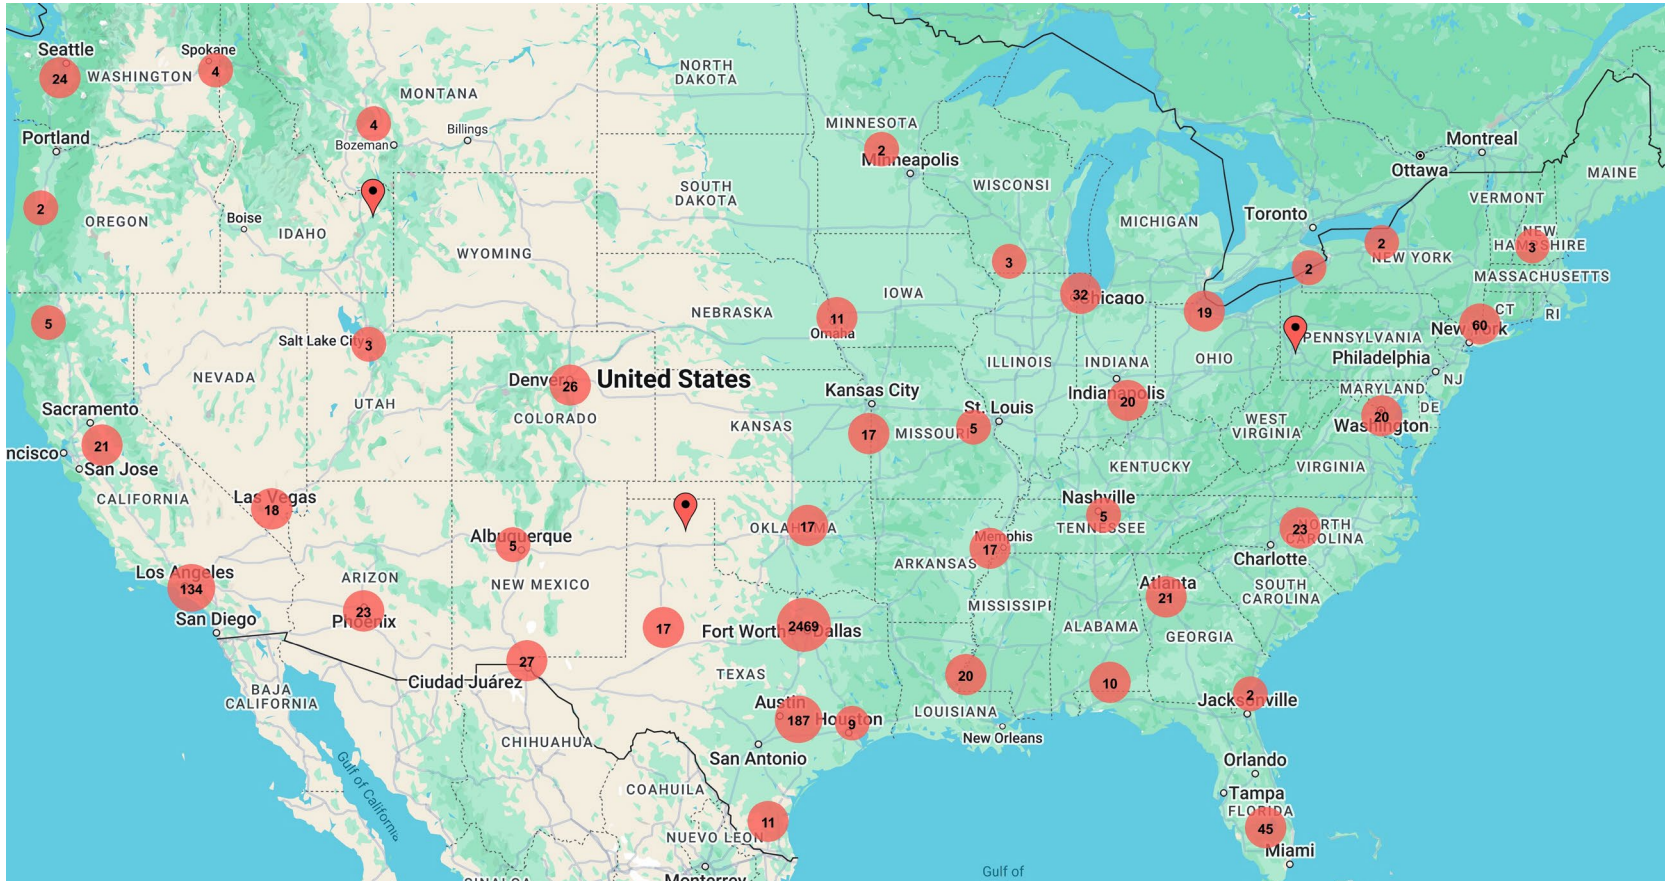 Seattle
Spokane
24
WASHINGTON
4
NORTH
DAKOTA
MONTANA
4
Billings
Bozeman
Portland
MINNESOTA
2
Minneapolis
Montreal
Ottawa
MAINE
2
OREGON
Boise
IDAHO
SOUTH
DAKOTA
WISCONSIN
MICHIGAN
Toronto
VERMONT
WYOMING
3
2
NEW YORK
2
NEW
HAMPSHIRE
3
MASSACHUSETTS
5
NEBRASKA
IOWA
11
Omaha
32
Chicago
19
CT
RI
60
New York
Salt Lake City
3
PENNSYLVANIA
Philadelphia
NEVADA
UTAH
Denver
26
United States
COLORADO
ILLINOIS
INDIANA
OHIO
NJ
Sacramento
Kansas City
Indianapolis
20
MARYLAND
DE
20
Washington
21
ncisco
San Jose
KANSAS
17
MISSOURI
St. Louis
5
WEST
VIRGINIA
CALIFORNIA
KENTUCKY
VIRGINIA
Las Vegas
18
Nashville
5
TENNESSEE
Albuquerque
5
OKLAHOMA
17
Memphis
17
23
NORTH
CAROLINA
Charlotte
Los Angeles
134
ARIZON
NEW MEXICO
ARKANSAS
Atlanta
21
SOUTH
CAROLINA
San Diego
23
Phoenix
17
Fort Worth
2469
Dallas
MISSISSIPPI
ALABAMA
GEORGIA
27
Ciudad Juárez
TEXAS
20
10
BAJA
CALIFORNIA
Austin
187
Houston
9
LOUISIANA
New Orleans
2
Jacksonville
CHIHUAHUA
San Antonio
Orlando
Gulf of California
COAHUILA
Tampa
FLORIDA
11
NUEVO LEON
45
Miami
Monterrey
SINALOA
Gulf of